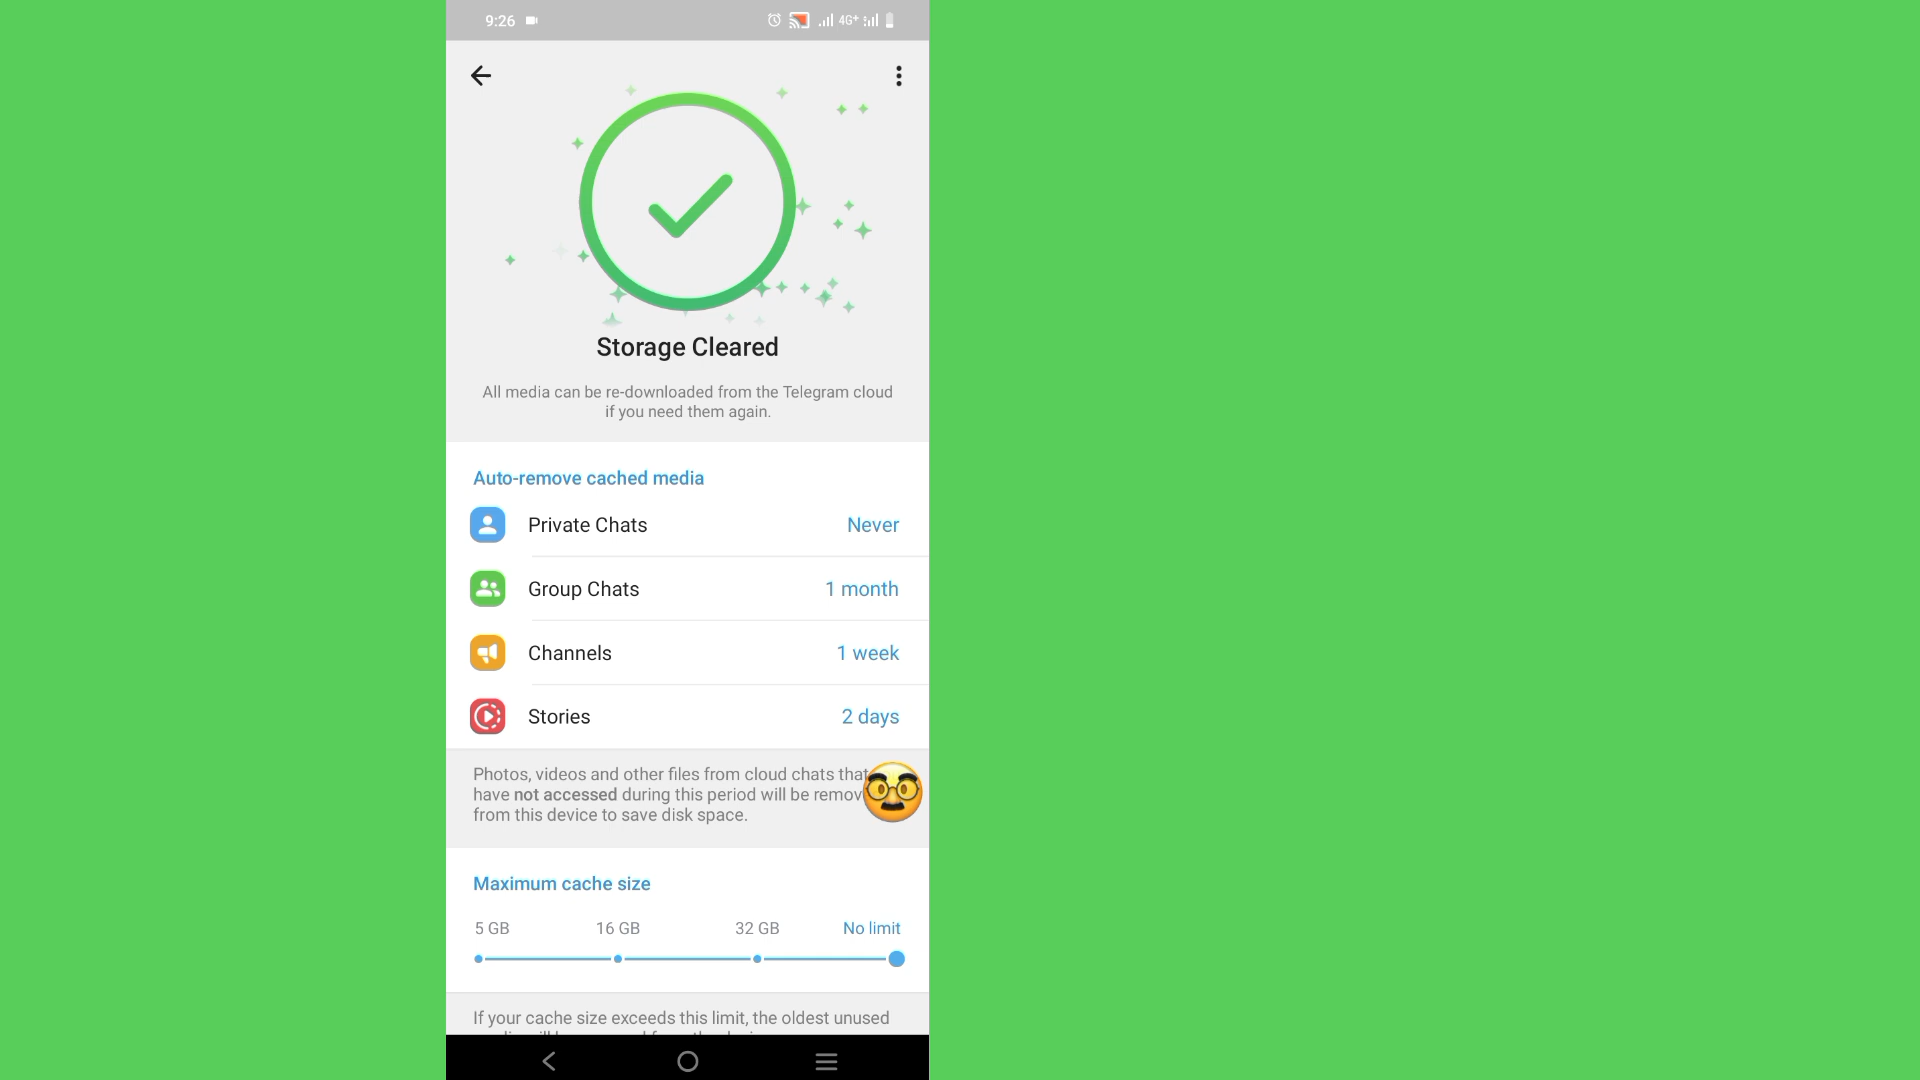 9:26
4G+
Storage Cleared
All media can be re-downloaded from the Telegram cloud
if you need them again.
Auto-remove cached media
Private Chats Never
Group Chats 1 month
Channels 1 week
Stories 2 days
Photos, videos and other files from cloud chats that
have not accessed during this period will be remov
from this device to save disk space.
Maximum cache size
5 GB 16 GB 32 GB No limit
If your cache size exceeds this limit, the oldest unused